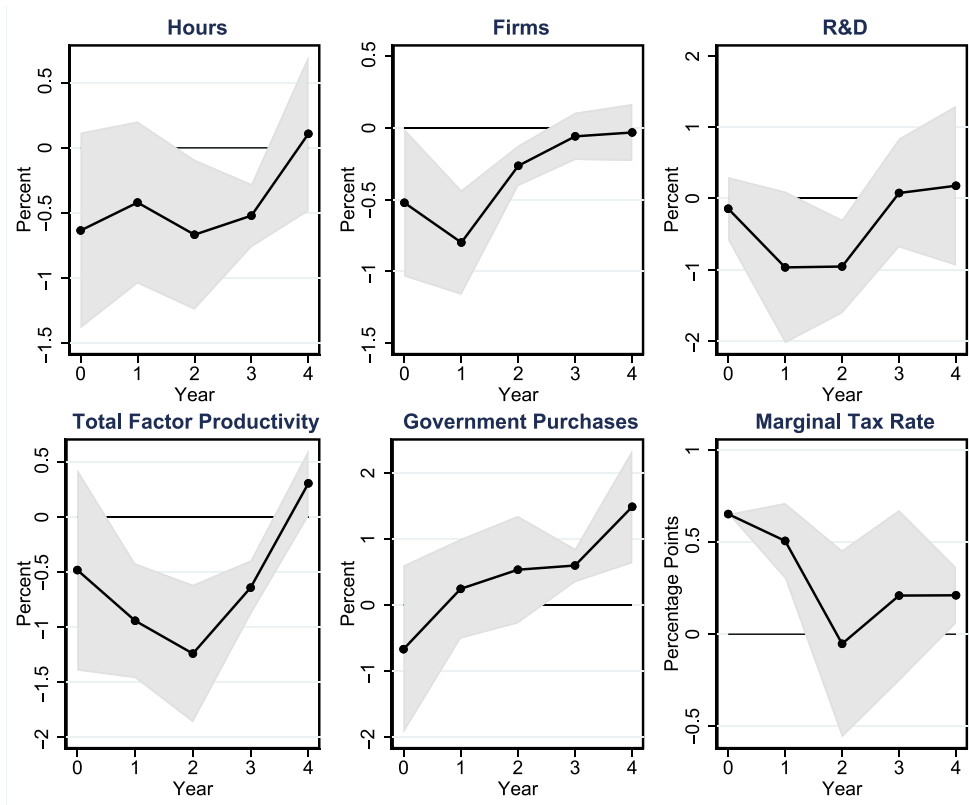 Hours
Percent
0.5
0
−0.5
−1
−1.5
0 1 2 3 4
Year
Firms
Percent
0.5
0
−0.5
−1
−1.5
0 1 2 3 4
Year
R&D
Percent
2
1
0
−1
−2
0 1 2 3 4
Year
Total Factor Productivity
Percent
0.5
0
−0.5
−1
−1.5
−2
0 1 2 3 4
Year
Government Purchases
Percent
2
1
0
−1
−2
0 1 2 3 4
Year
Marginal Tax Rate
Percentage Points
1
0.5
0
−0.5
0 1 2 3 4
Year